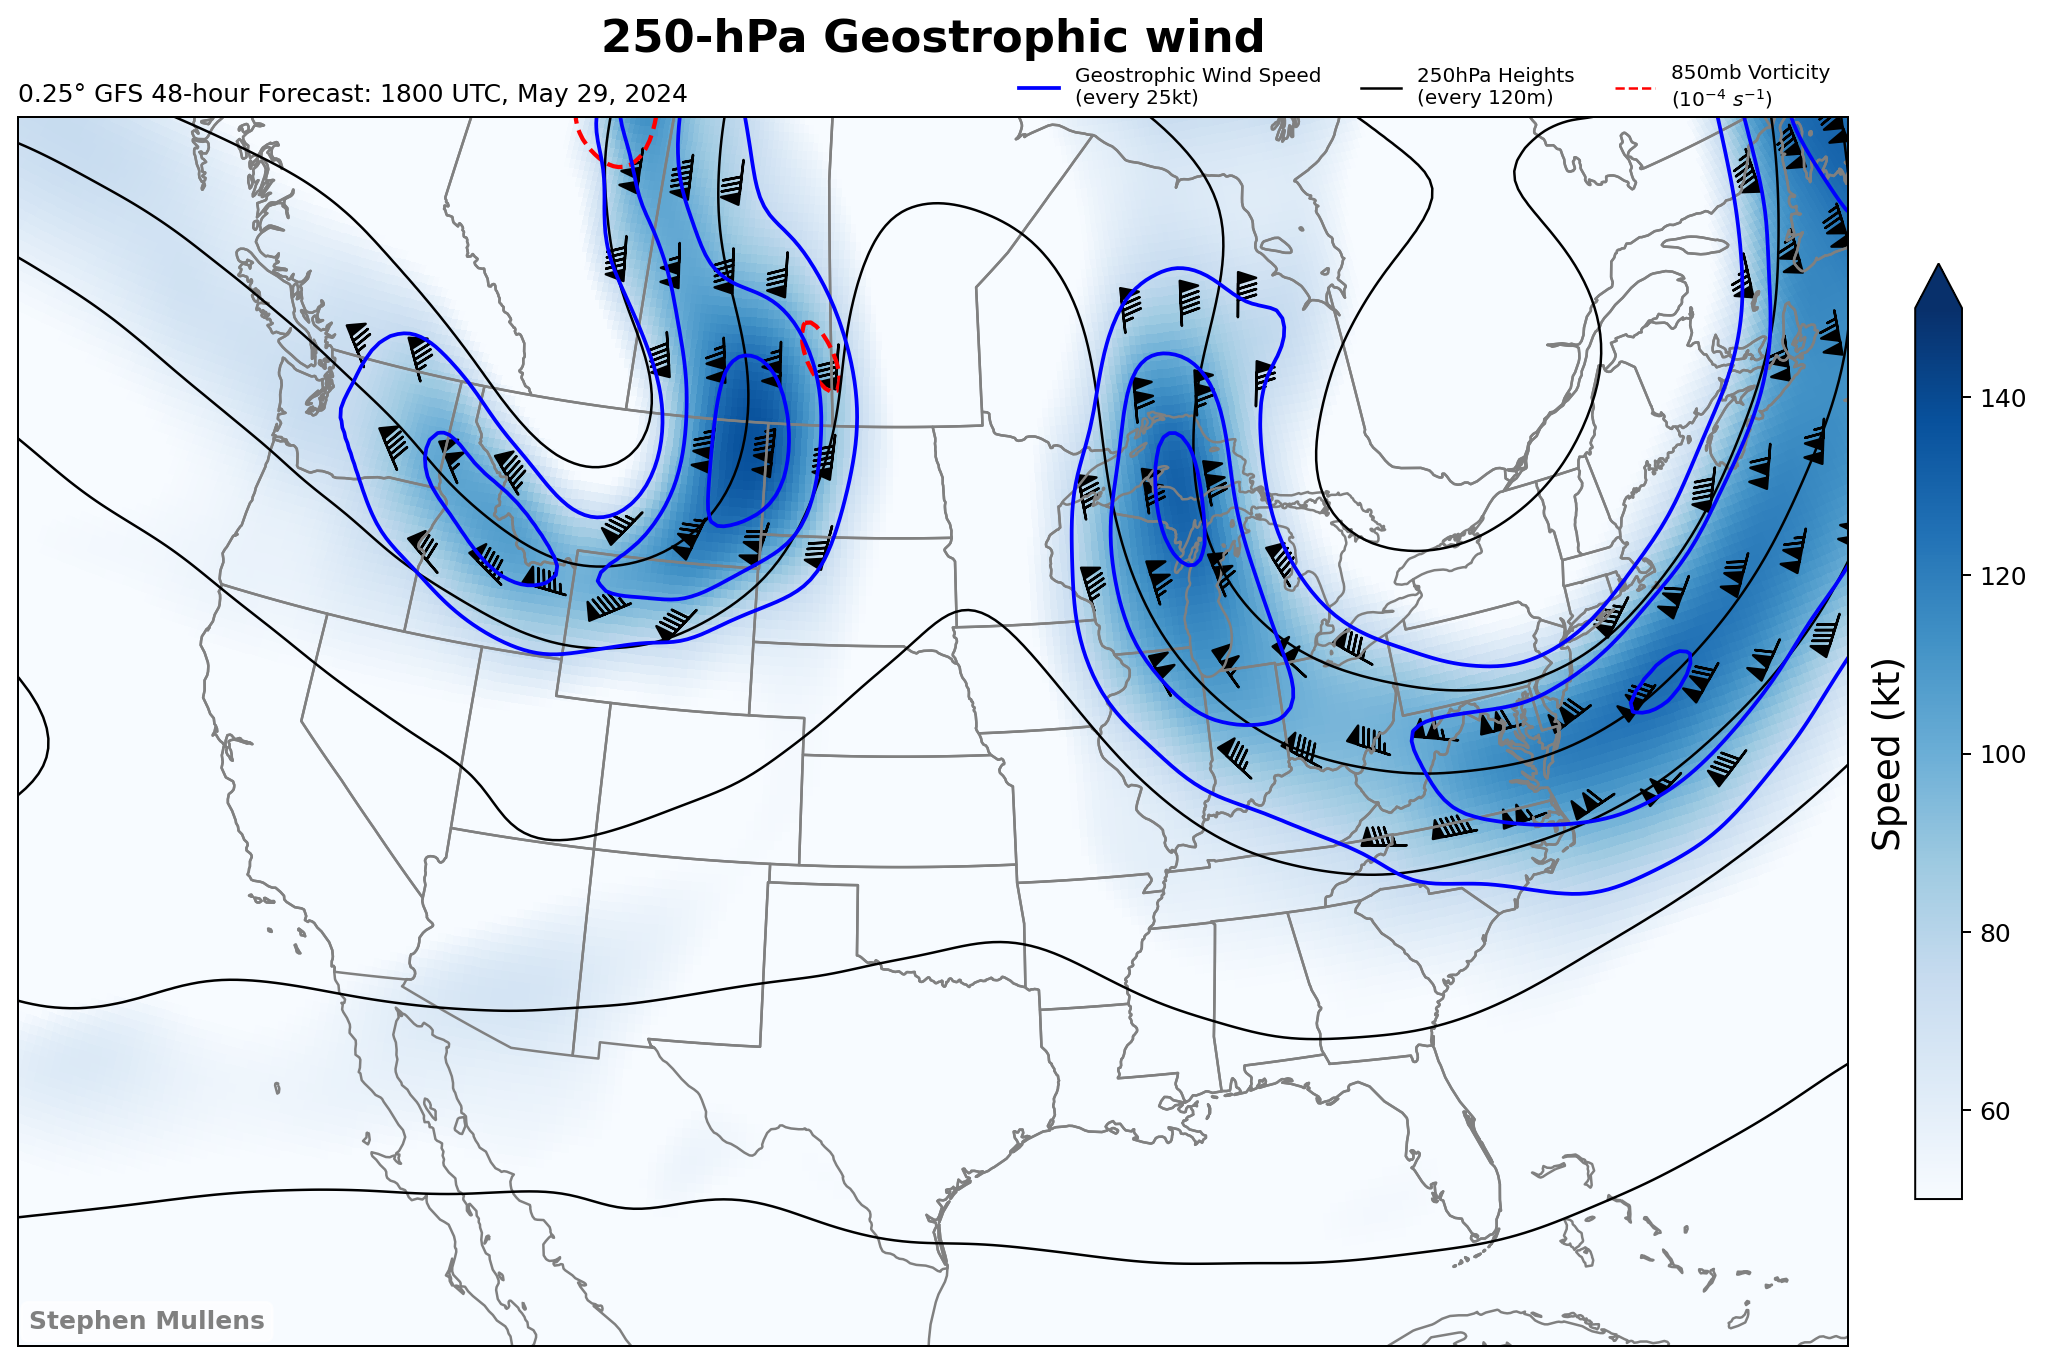 250-hPa Geostrophic wind
0.25° GFS 48-hour Forecast: 1800 UTC, May 29, 2024
Geostrophic Wind Speed
(every 25kt)
250hPa Heights
(every 120m)
850mb Vorticity
(10⁻⁴ s⁻¹)
140
120
100
80
60
Speed (kt)
Stephen Mullens